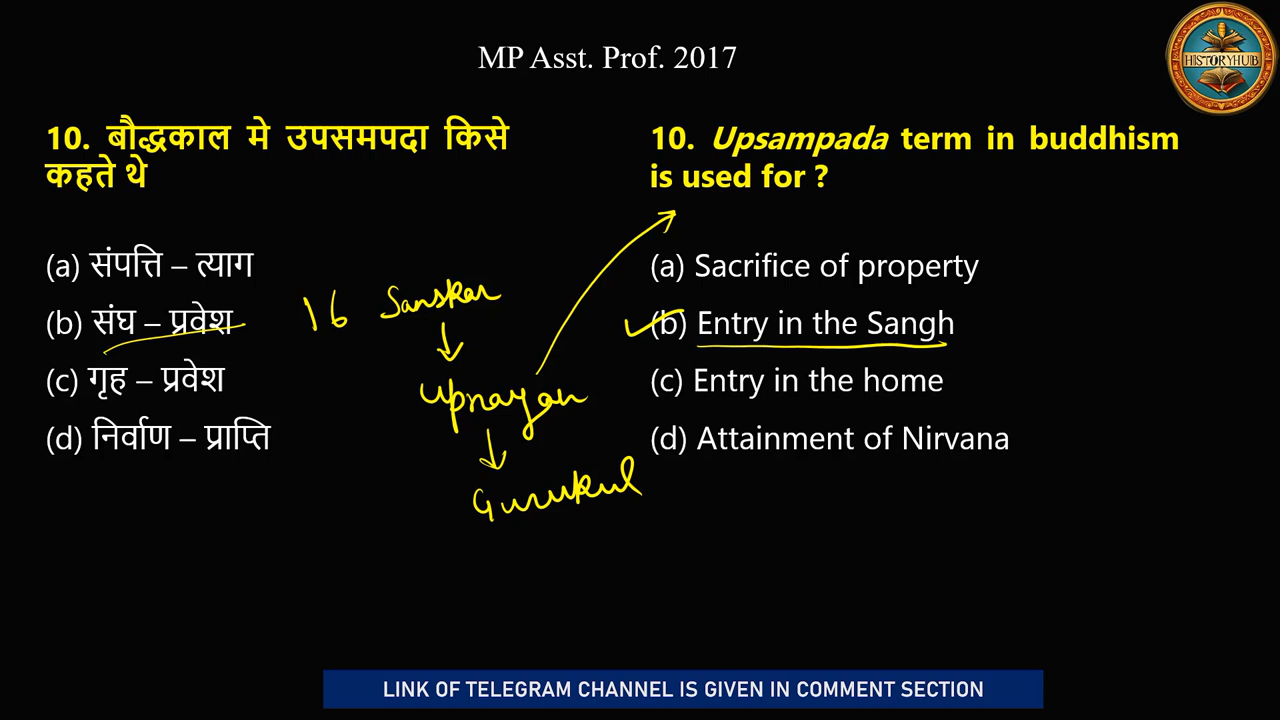 MP Asst. Prof. 2017
HISTORYHUB
10. बौद्धकाल मे उपसमपदा किसे
कहते थे
(a) संपत्ति – त्याग
(b) संघ – प्रवेश
(c) गृह – प्रवेश
(d) निर्वाण – प्राप्ति
16 Sanskar
Upnayan
Gurukul
10. Upsampada term in buddhism
is used for ?
(a) Sacrifice of property
(b) Entry in the Sangh
(c) Entry in the home
(d) Attainment of Nirvana
LINK OF TELEGRAM CHANNEL IS GIVEN IN COMMENT SECTION